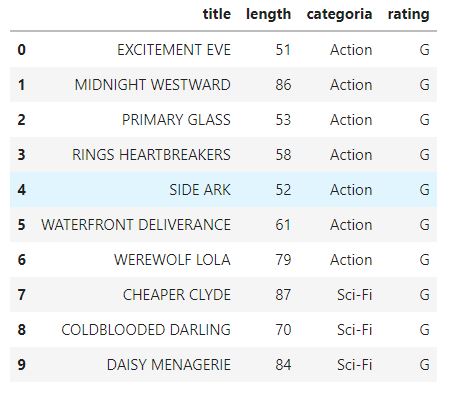 title length categoria rating
0 EXCITEMENT EVE 51 Action G
1 MIDNIGHT WESTWARD 86 Action G
2 PRIMARY GLASS 53 Action G
3 RINGS HEARTBREAKERS 58 Action G
4 SIDE ARK 52 Action G
5 WATERFRONT DELIVERANCE 61 Action G
6 WEREWOLF LOLA 79 Action G
7 CHEAPER CLYDE 87 Sci-Fi G
8 COLDBLOODED DARLING 70 Sci-Fi G
9 DAISY MENAGERIE 84 Sci-Fi G